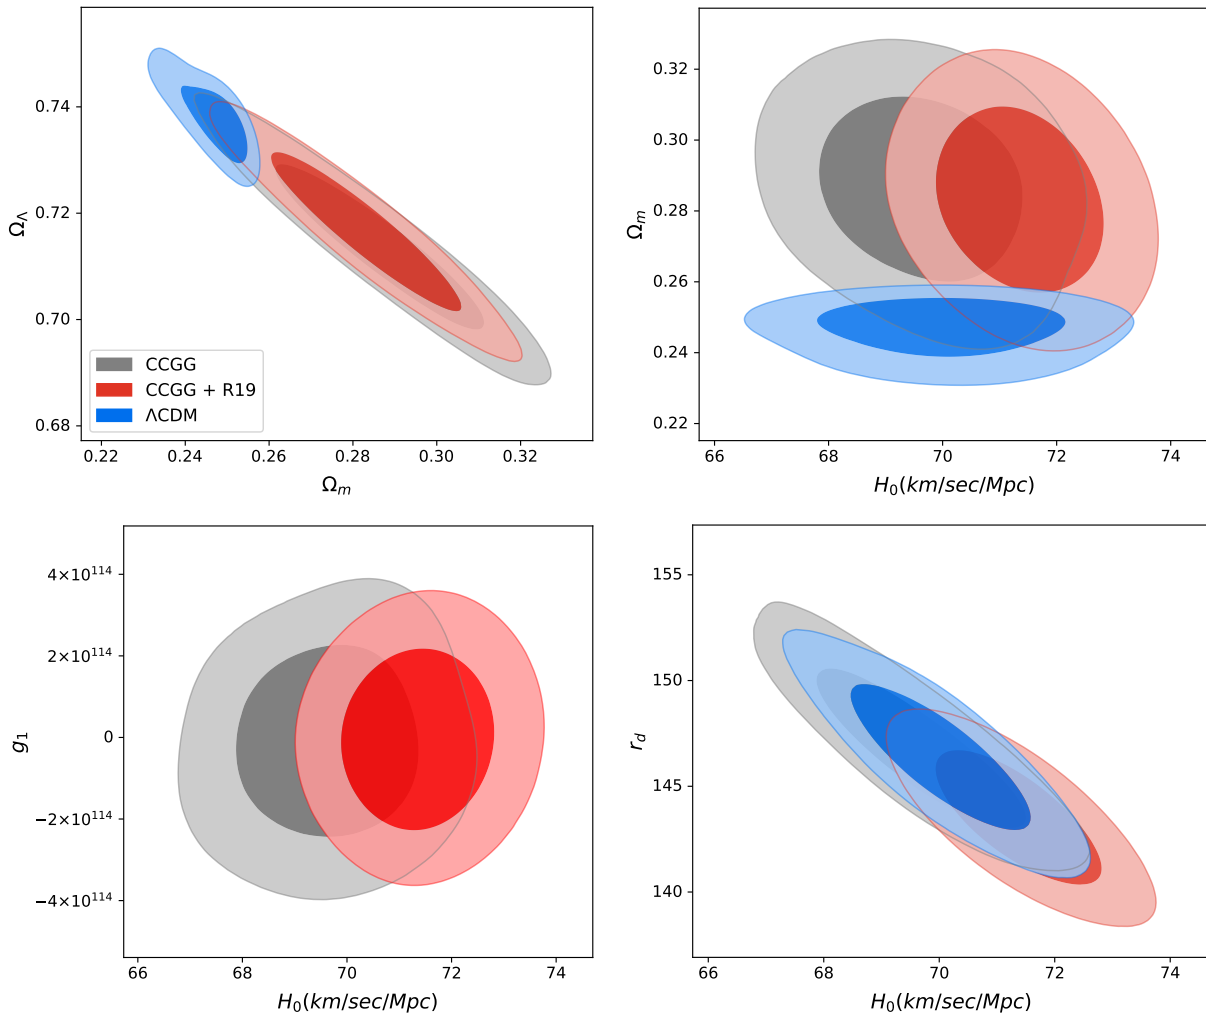 0.74
0.72
0.70
0.68
Ω_Λ
CCGG
CCGG + R19
ΛCDM
0.22 0.24 0.26 0.28 0.30 0.32
Ω_m
0.32
0.30
0.28
0.26
0.24
0.22
Ω_m
66 68 70 72 74
H_0(km/sec/Mpc)
4×10^114
2×10^114
0
−2×10^114
−4×10^114
g_1
66 68 70 72 74
H_0(km/sec/Mpc)
155
150
145
140
r_d
66 68 70 72 74
H_0(km/sec/Mpc)